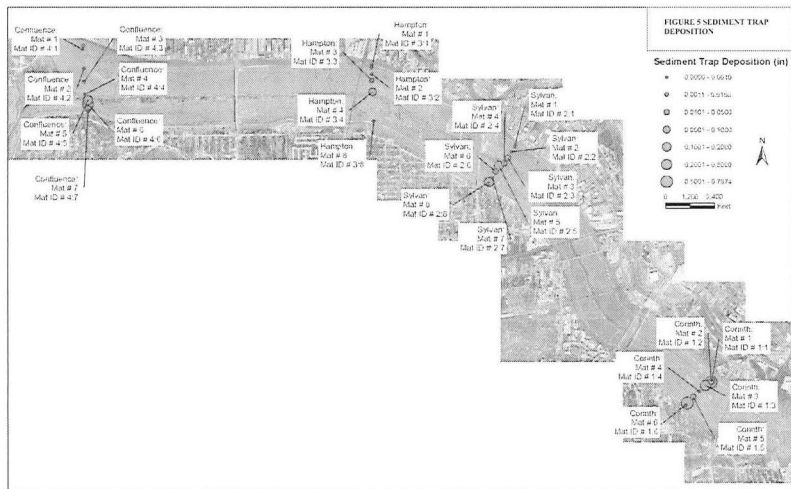 FIGURE 5 SEDIMENT TRAP
DEPOSITION
Sediment Trap Deposition (in)
N
Feet
Confluence:
Mat # 1
Mat ID # 4:1
Confluence:
Mat # 3
Mat ID # 4:3
Confluence
Mat # 2
Mat ID # 4:2
Confluence
Mat # 4
Mat ID # 4:4
Confluence:
Mat # 5
Mat ID # 4:5
Confluence:
Mat # 6
Mat ID # 4:6
Confluence:
Mat # 7
Mat ID # 4:7
Hampton:
Mat # 1
Mat ID # 3:1
Hampton:
Mat # 3
Mat ID # 3:3
Hampton:
Mat # 2
Mat ID # 3:2
Hampton:
Mat # 4
Mat ID # 3:4
Hampton
Sylvan:
Mat # 1
Mat ID # 2:1
Sylvan:
Mat # 4
Mat ID # 2:4
Sylvan:
Mat # 2
Mat ID # 2:2
Sylvan:
Mat # 6
Mat ID # 2:6
Sylvan:
Mat # 3
Mat ID # 2:3
Sylvan:
Mat # 8
Mat ID # 2:8
Sylvan
Mat # 5
Mat ID # 2:5
Sylvan
Mat # 7
Mat ID # 2:7
Corinth:
Mat # 2
Mat ID # 1:2
Corinth:
Mat # 1
Mat ID # 1:1
Corinth:
Mat # 4
Mat ID # 1:4
Corinth:
Mat # 3
Mat ID # 1:3
Corinth
Mat # 6
Mat ID # 1:6
Corinth:
Mat # 5
Mat ID # 1:5